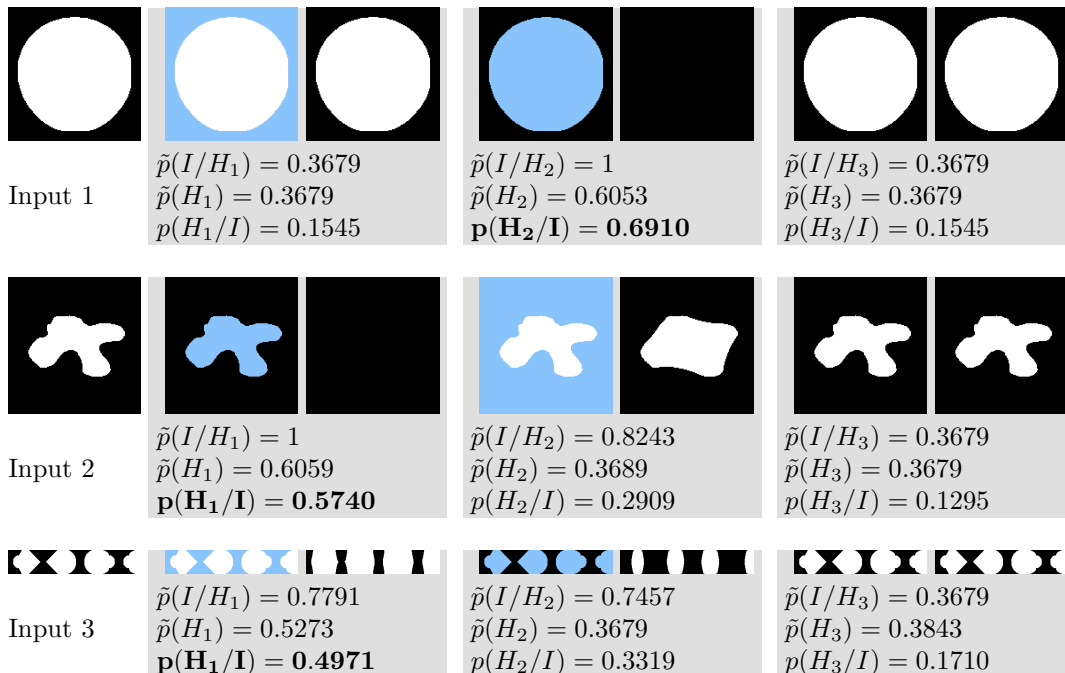 Input 1
p̃(I/H₁) = 0.3679
p̃(H₁) = 0.3679
p(H₁/I) = 0.1545
p̃(I/H₂) = 1
p̃(H₂) = 0.6053
p(H₂/I) = 0.6910
p̃(I/H₃) = 0.3679
p̃(H₃) = 0.3679
p(H₃/I) = 0.1545
Input 2
p̃(I/H₁) = 1
p̃(H₁) = 0.6059
p(H₁/I) = 0.5740
p̃(I/H₂) = 0.8243
p̃(H₂) = 0.3689
p(H₂/I) = 0.2909
p̃(I/H₃) = 0.3679
p̃(H₃) = 0.3679
p(H₃/I) = 0.1295
Input 3
p̃(I/H₁) = 0.7791
p̃(H₁) = 0.5273
p(H₁/I) = 0.4971
p̃(I/H₂) = 0.7457
p̃(H₂) = 0.3679
p(H₂/I) = 0.3319
p̃(I/H₃) = 0.3679
p̃(H₃) = 0.3843
p(H₃/I) = 0.1710